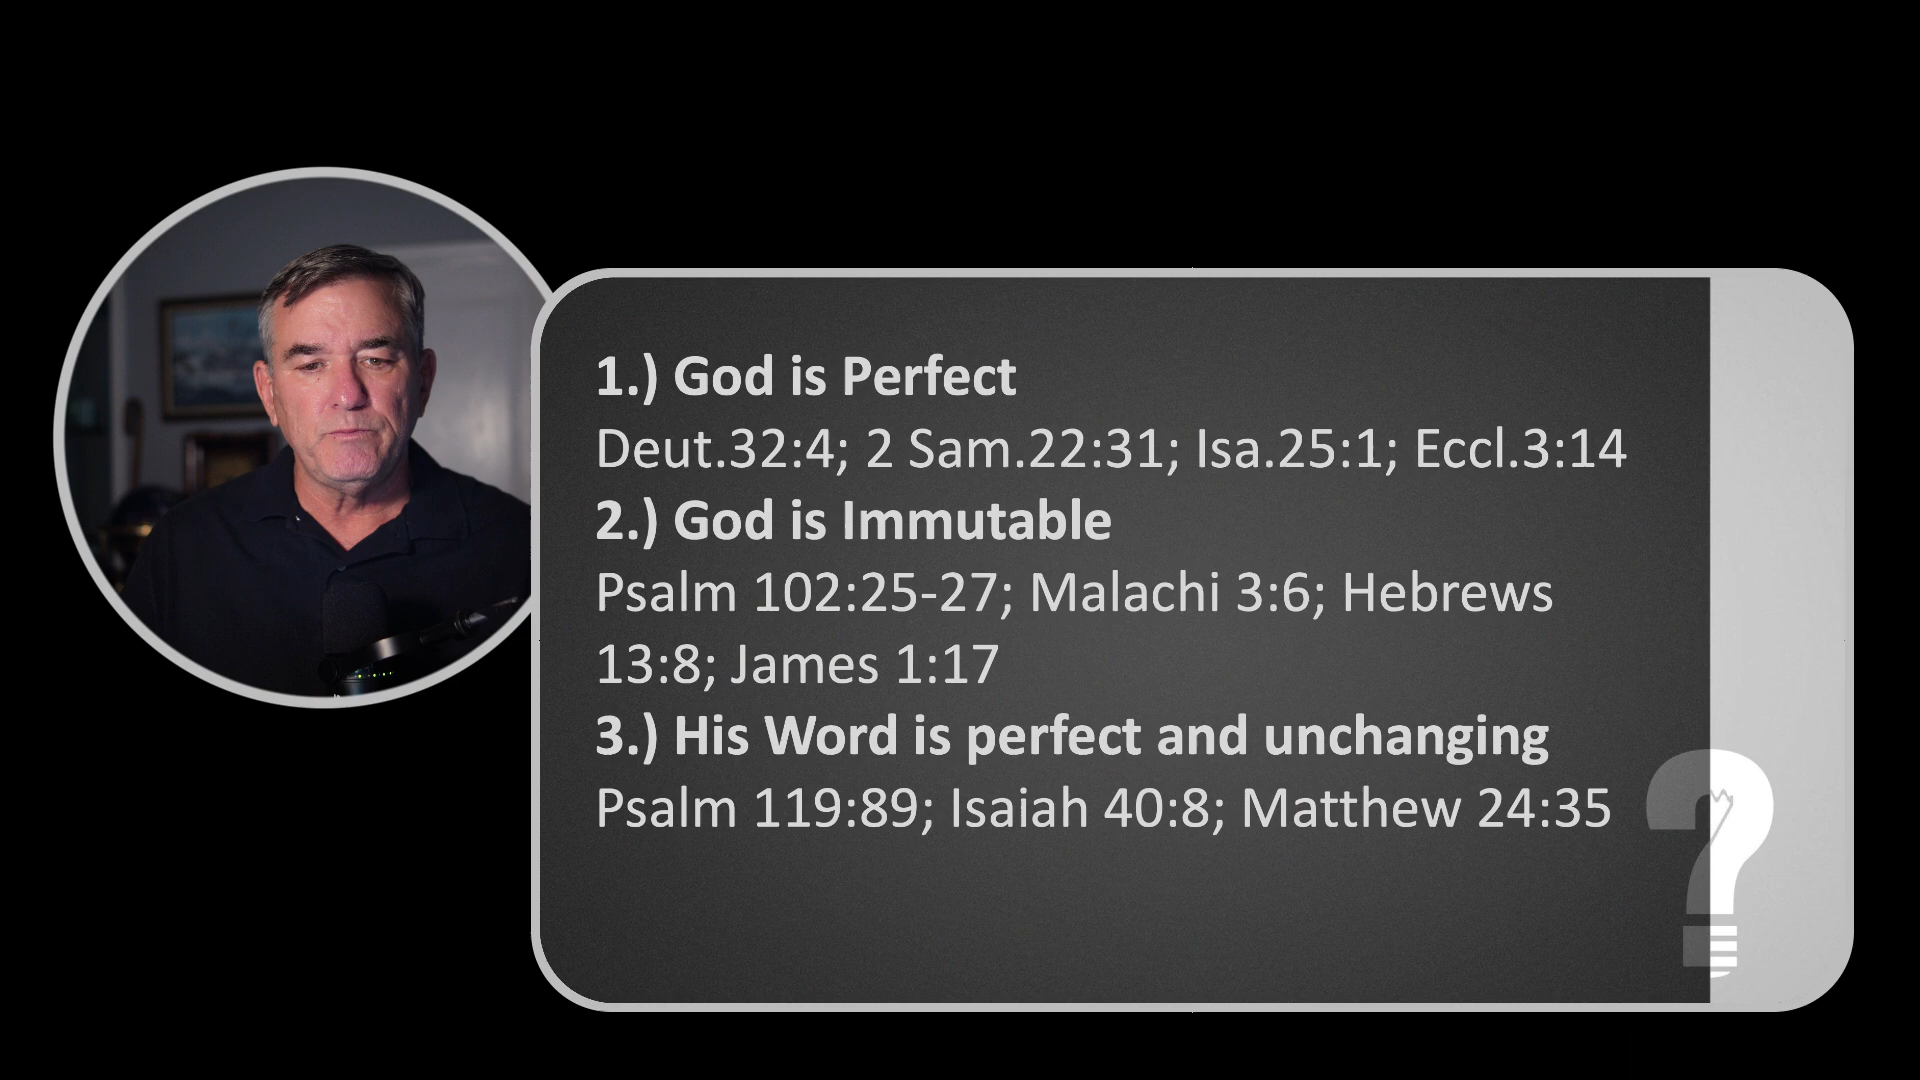 1.) God is Perfect
Deut.32:4; 2 Sam.22:31; Isa.25:1; Eccl.3:14
2.) God is Immutable
Psalm 102:25-27; Malachi 3:6; Hebrews
13:8; James 1:17
3.) His Word is perfect and unchanging
Psalm 119:89; Isaiah 40:8; Matthew 24:35
?